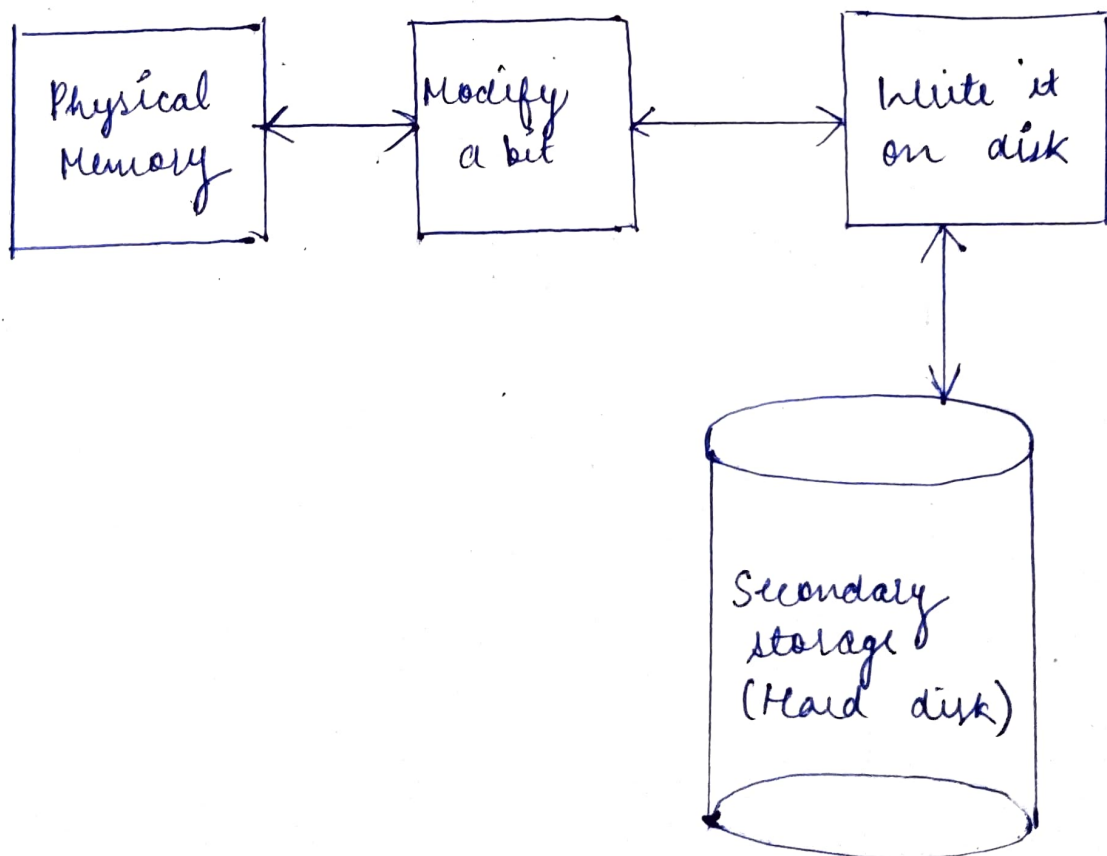 Physical
Memory
Modify
a bit
Write it
on disk
Secondary
storage
(Hard disk)